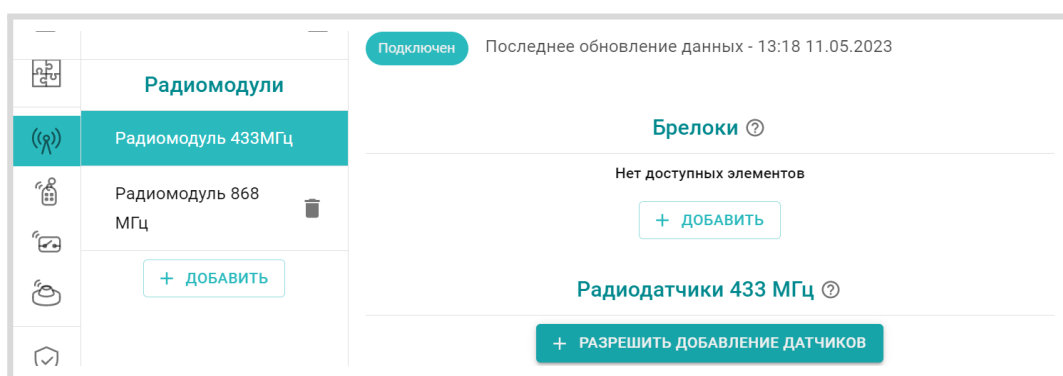 Подключен Последнее обновление данных - 13:18 11.05.2023
Радиомодули
Радиомодуль 433МГц
Радиомодуль 868
МГц
+ ДОБАВИТЬ
Брелоки ?
Нет доступных элементов
+ ДОБАВИТЬ
Радиодатчики 433 МГц ?
+ РАЗРЕШИТЬ ДОБАВЛЕНИЕ ДАТЧИКОВ